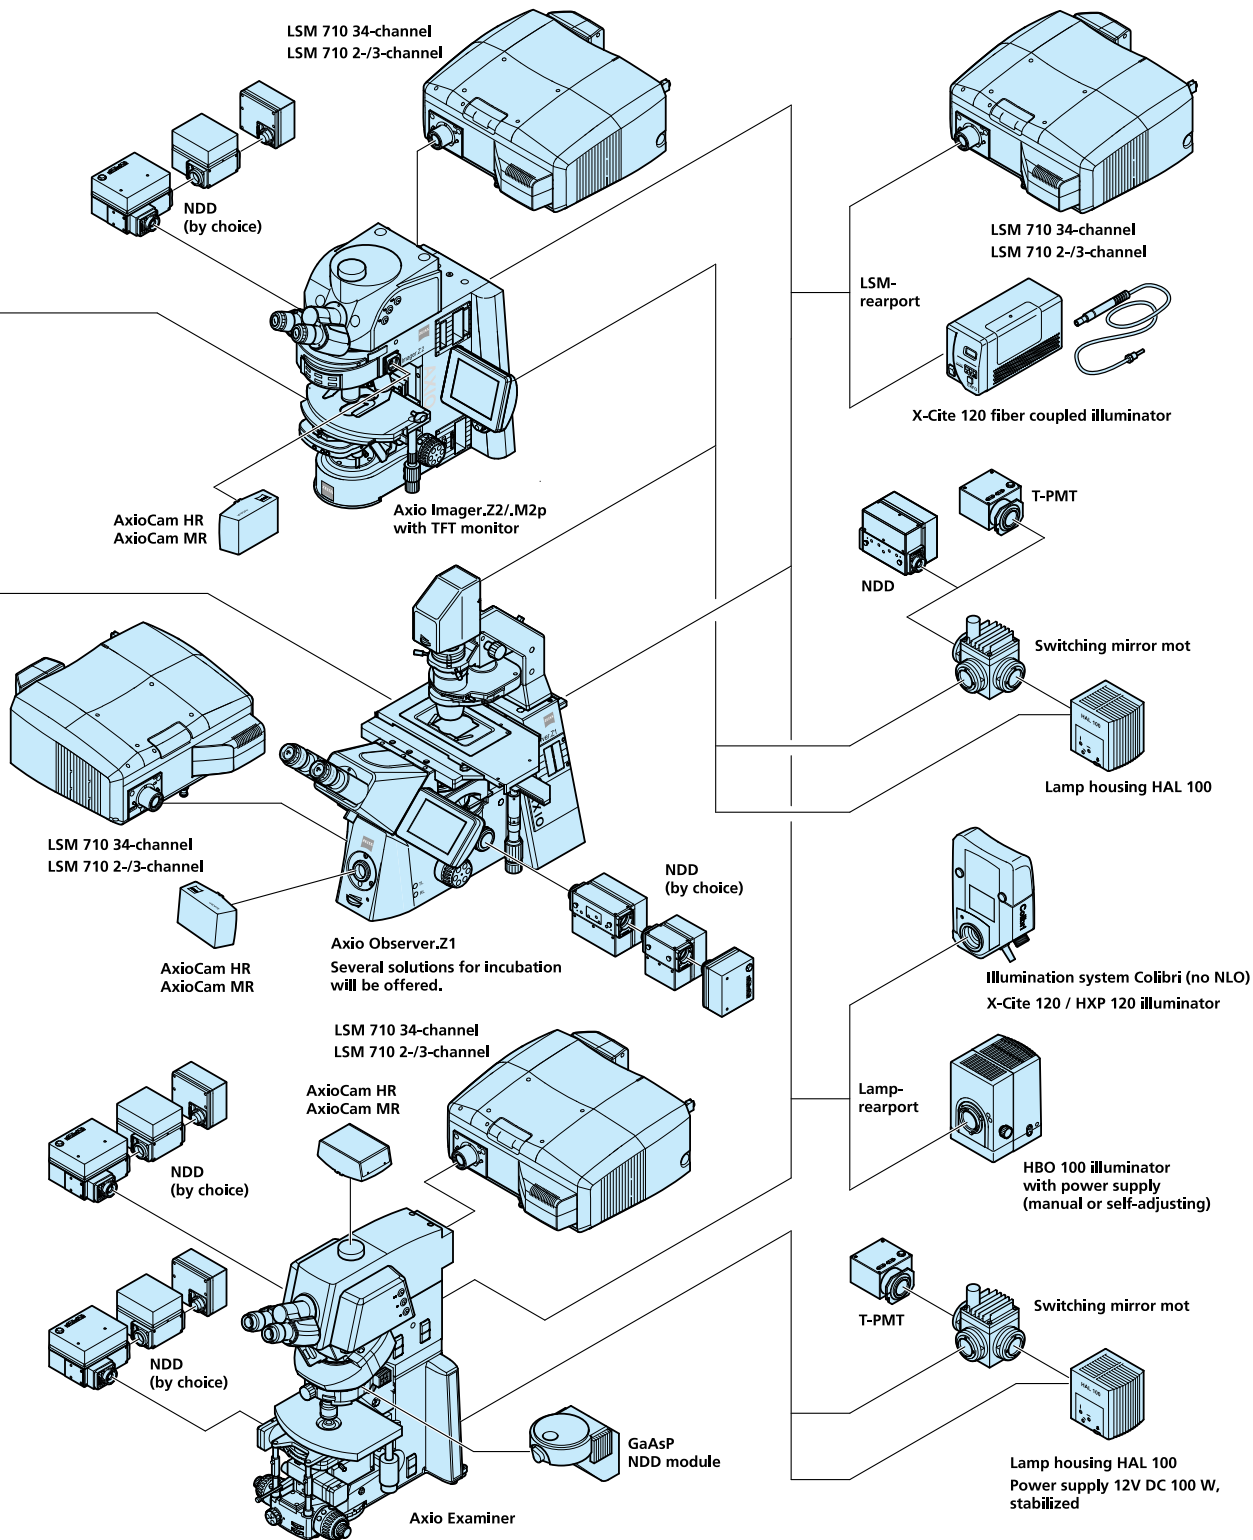 LSM 710 34-channel
LSM 710 2-/3-channel
NDD
(by choice)
LSM 710 34-channel
LSM 710 2-/3-channel
LSM-
rearport
X-Cite 120 fiber coupled illuminator
AxioCam HR
AxioCam MR
Axio Imager.Z2/.M2p
with TFT monitor
T-PMT
NDD
Switching mirror mot
HAL 100
Lamp housing HAL 100
LSM 710 34-channel
LSM 710 2-/3-channel
AxioCam HR
AxioCam MR
Axio Observer.Z1
Several solutions for incubation
will be offered.
NDD
(by choice)
Colibri
Illumination system Colibri (no NLO)
X-Cite 120 / HXP 120 illuminator
LSM 710 34-channel
LSM 710 2-/3-channel
AxioCam HR
AxioCam MR
Lamp-
rearport
HBO 100 illuminator
with power supply
(manual or self-adjusting)
NDD
(by choice)
NDD
(by choice)
T-PMT
Switching mirror mot
HAL 100
GaAsP
NDD module
Lamp housing HAL 100
Power supply 12V DC 100 W,
stabilized
Axio Examiner